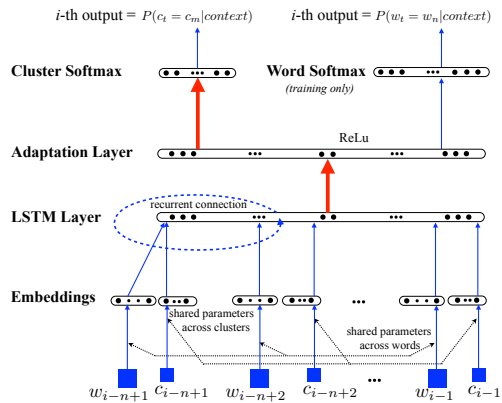 i-th output = P(c_t = c_m|context)
i-th output = P(w_t = w_n|context)
Cluster Softmax
Word Softmax
(training only)
ReLu
Adaptation Layer
recurrent connection
LSTM Layer
Embeddings
shared parameters
across clusters
shared parameters
across words
w_{i−n+1} c_{i−n+1} w_{i−n+2} c_{i−n+2} ... w_{i−1} c_{i−1}